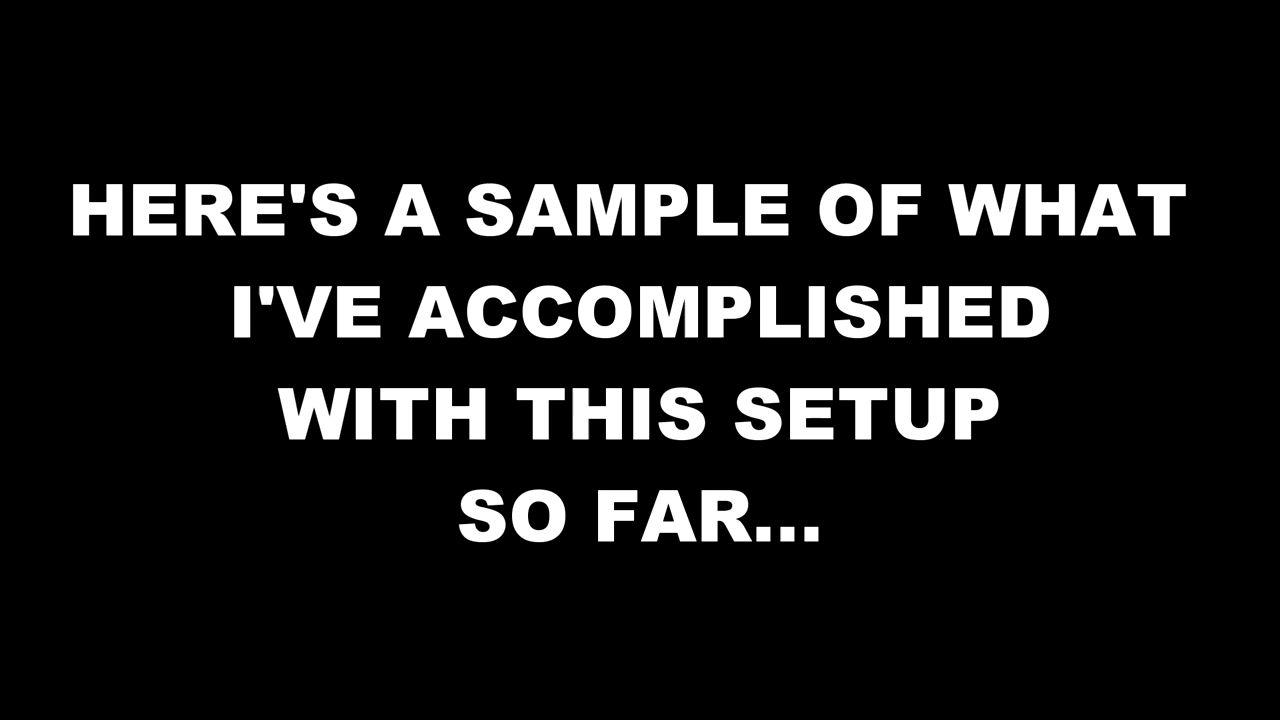 HERE'S A SAMPLE OF WHAT
I'VE ACCOMPLISHED
WITH THIS SETUP
SO FAR...